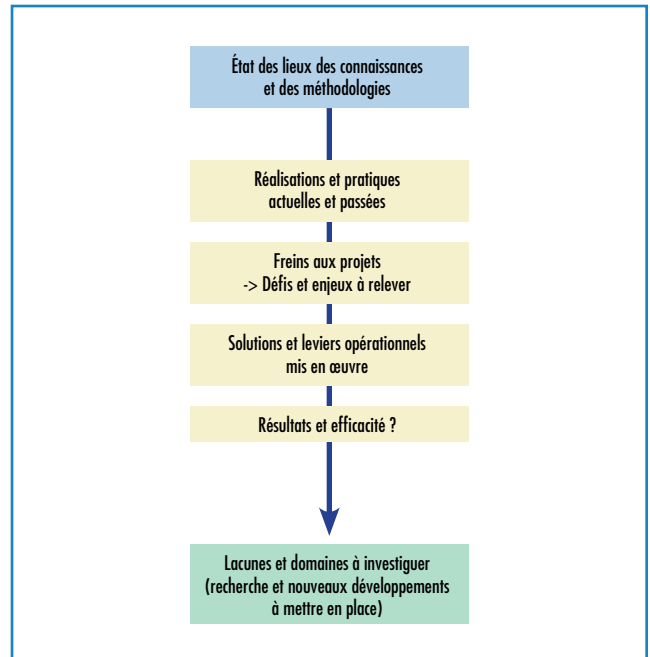 État des lieux des connaissances
et des méthodologies
Réalisations et pratiques
actuelles et passées
Freins aux projets
-> Défis et enjeux à relever
Solutions et leviers opérationnels
mis en œuvre
Résultats et efficacité ?
Lacunes et domaines à investiguer
(recherche et nouveaux développements
à mettre en place)